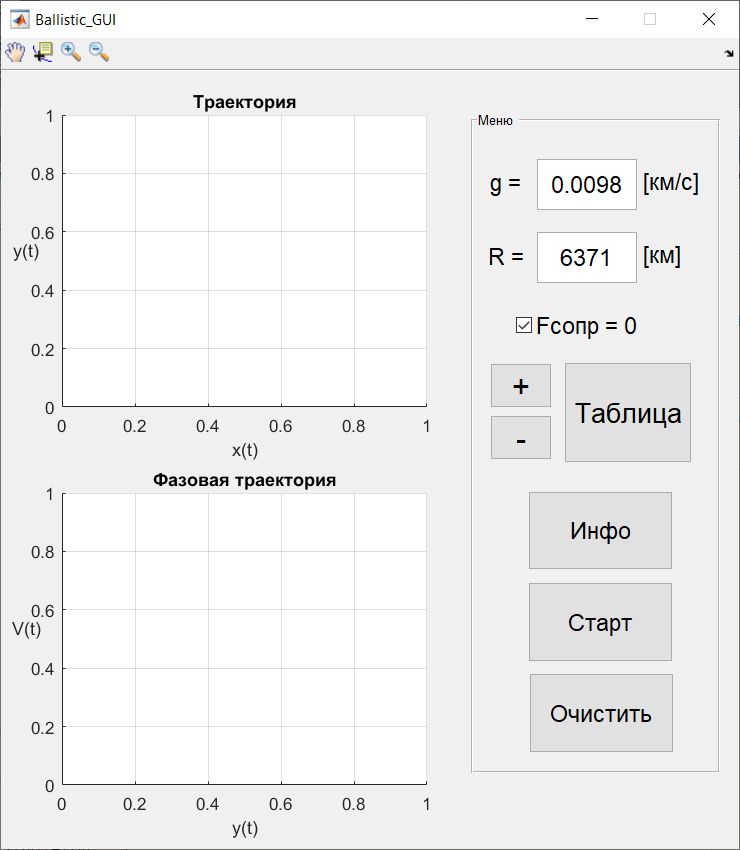 Ballistic_GUI
Траектория
1
0.8
0.6
y(t)
0.4
0.2
0
0 0.2 0.4 0.6 0.8 1
x(t)
Фазовая траектория
1
0.8
0.6
V(t)
0.4
0.2
0
0 0.2 0.4 0.6 0.8 1
y(t)
Меню
g = 0.0098 [км/с]
R = 6371 [км]
Fсопр = 0
+
-
Таблица
Инфо
Старт
Очистить